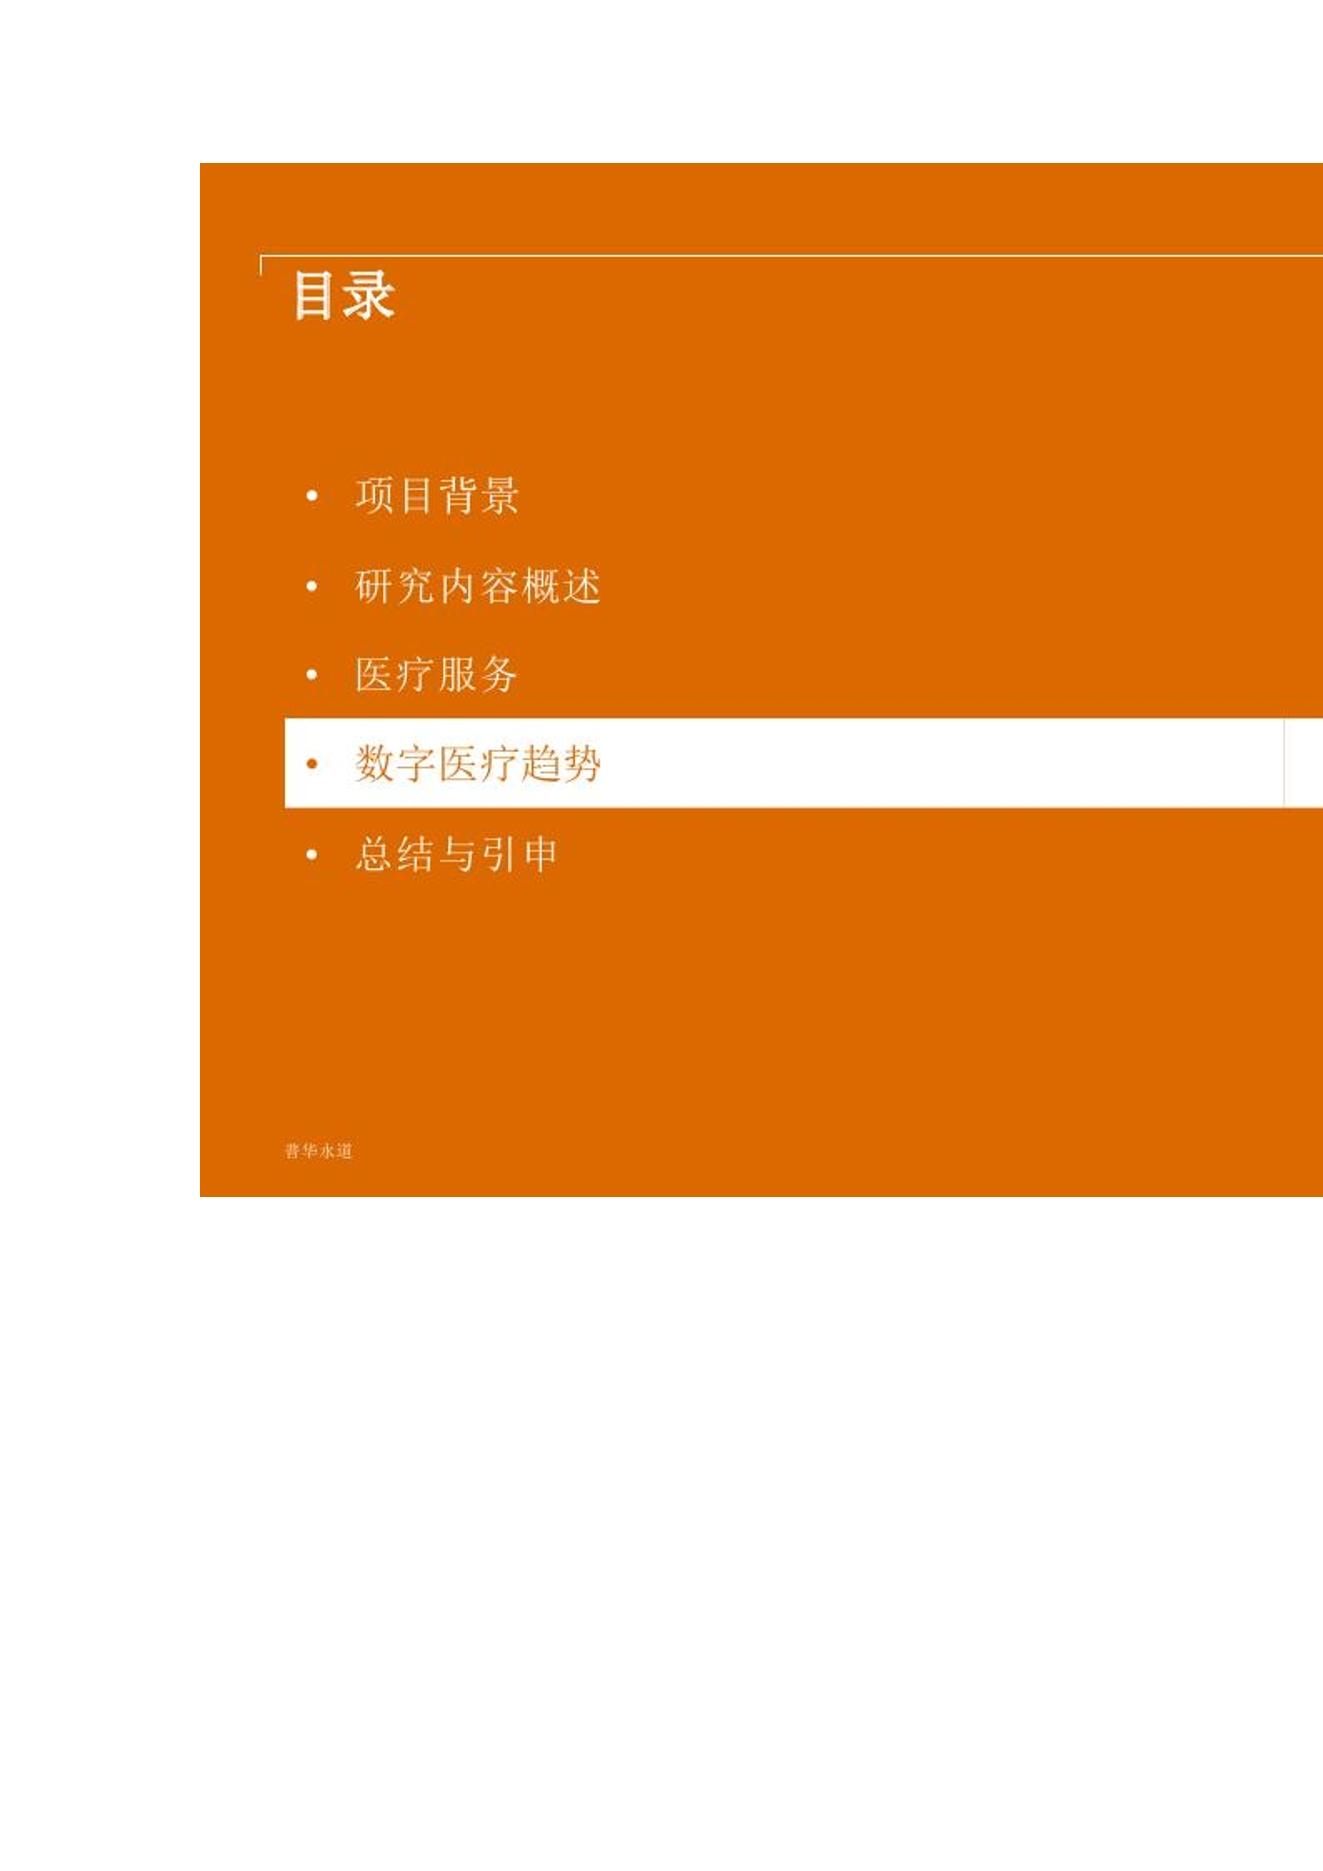 目录
• 项目背景
• 研究内容概述
• 医疗服务
• 数字医疗趋势
• 总结与引申
普华永道